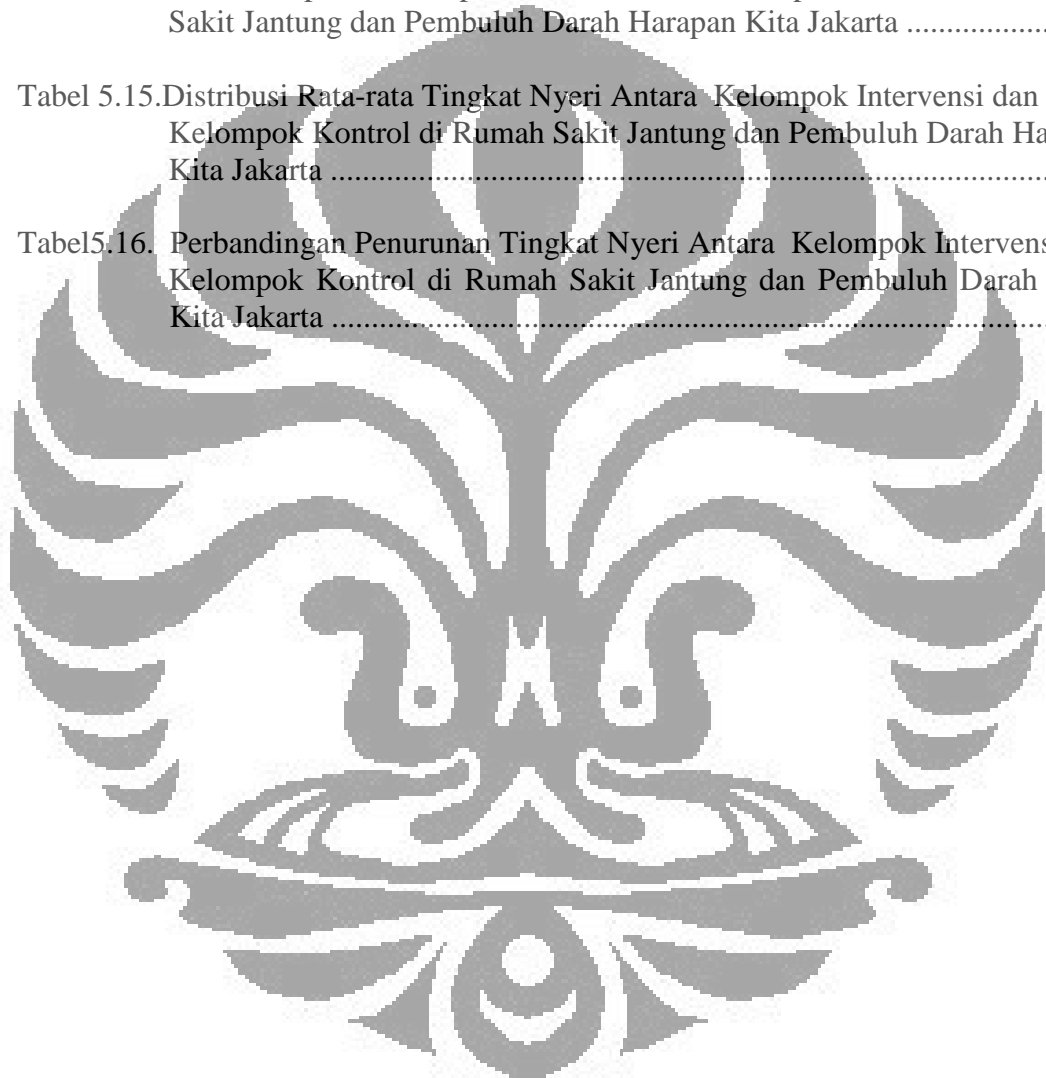 Sakit Jantung dan Pembuluh Darah Harapan Kita Jakarta ..................
Tabel 5.15.Distribusi Rata-rata Tingkat Nyeri Antara Kelompok Intervensi dan
Kelompok Kontrol di Rumah Sakit Jantung dan Pembuluh Darah Ha
Kita Jakarta ..........................................................................................
Tabel5.16. Perbandingan Penurunan Tingkat Nyeri Antara Kelompok Intervens
Kelompok Kontrol di Rumah Sakit Jantung dan Pembuluh Darah
Kita Jakarta ..........................................................................................